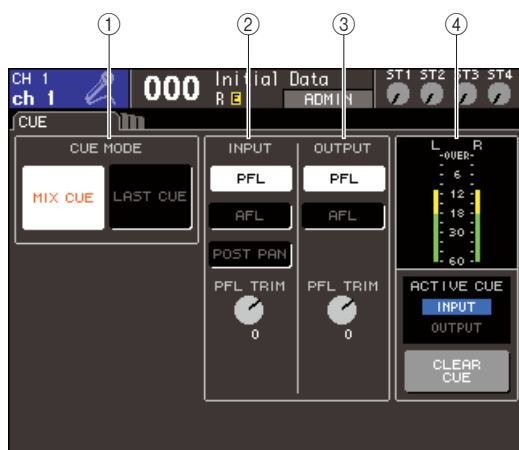 ① ② ③ ④
CH 1
ch 1
000
Initial Data
R E ADMIN
ST1 ST2 ST3 ST4
CUE
CUE MODE
MIX CUE
LAST CUE
INPUT
PFL
AFL
POST PAN
PFL TRIM
0
OUTPUT
PFL
AFL
PFL TRIM
0
L R
-OVER-
6
12
18
30
60
ACTIVE CUE
INPUT
OUTPUT
CLEAR
CUE